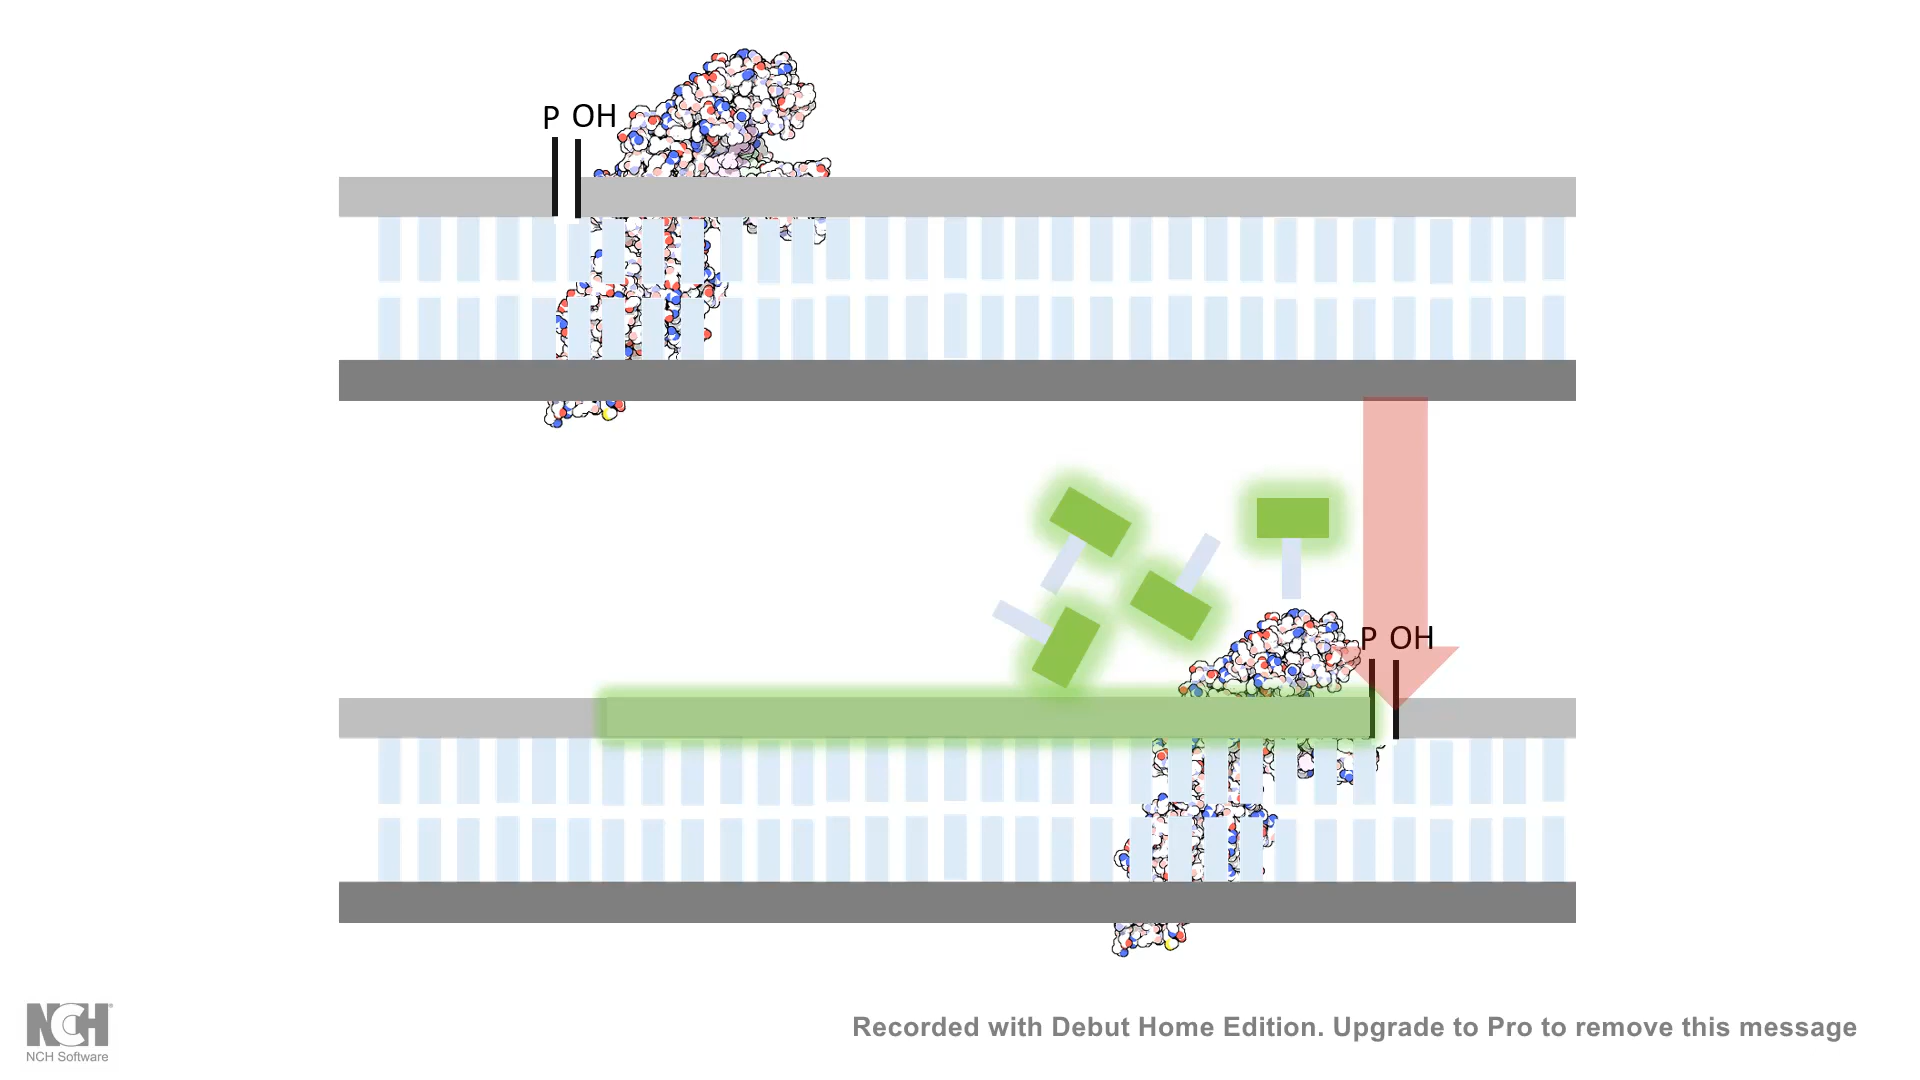 P OH
P OH
NCH
NCH Software
Recorded with Debut Home Edition. Upgrade to Pro to remove this message